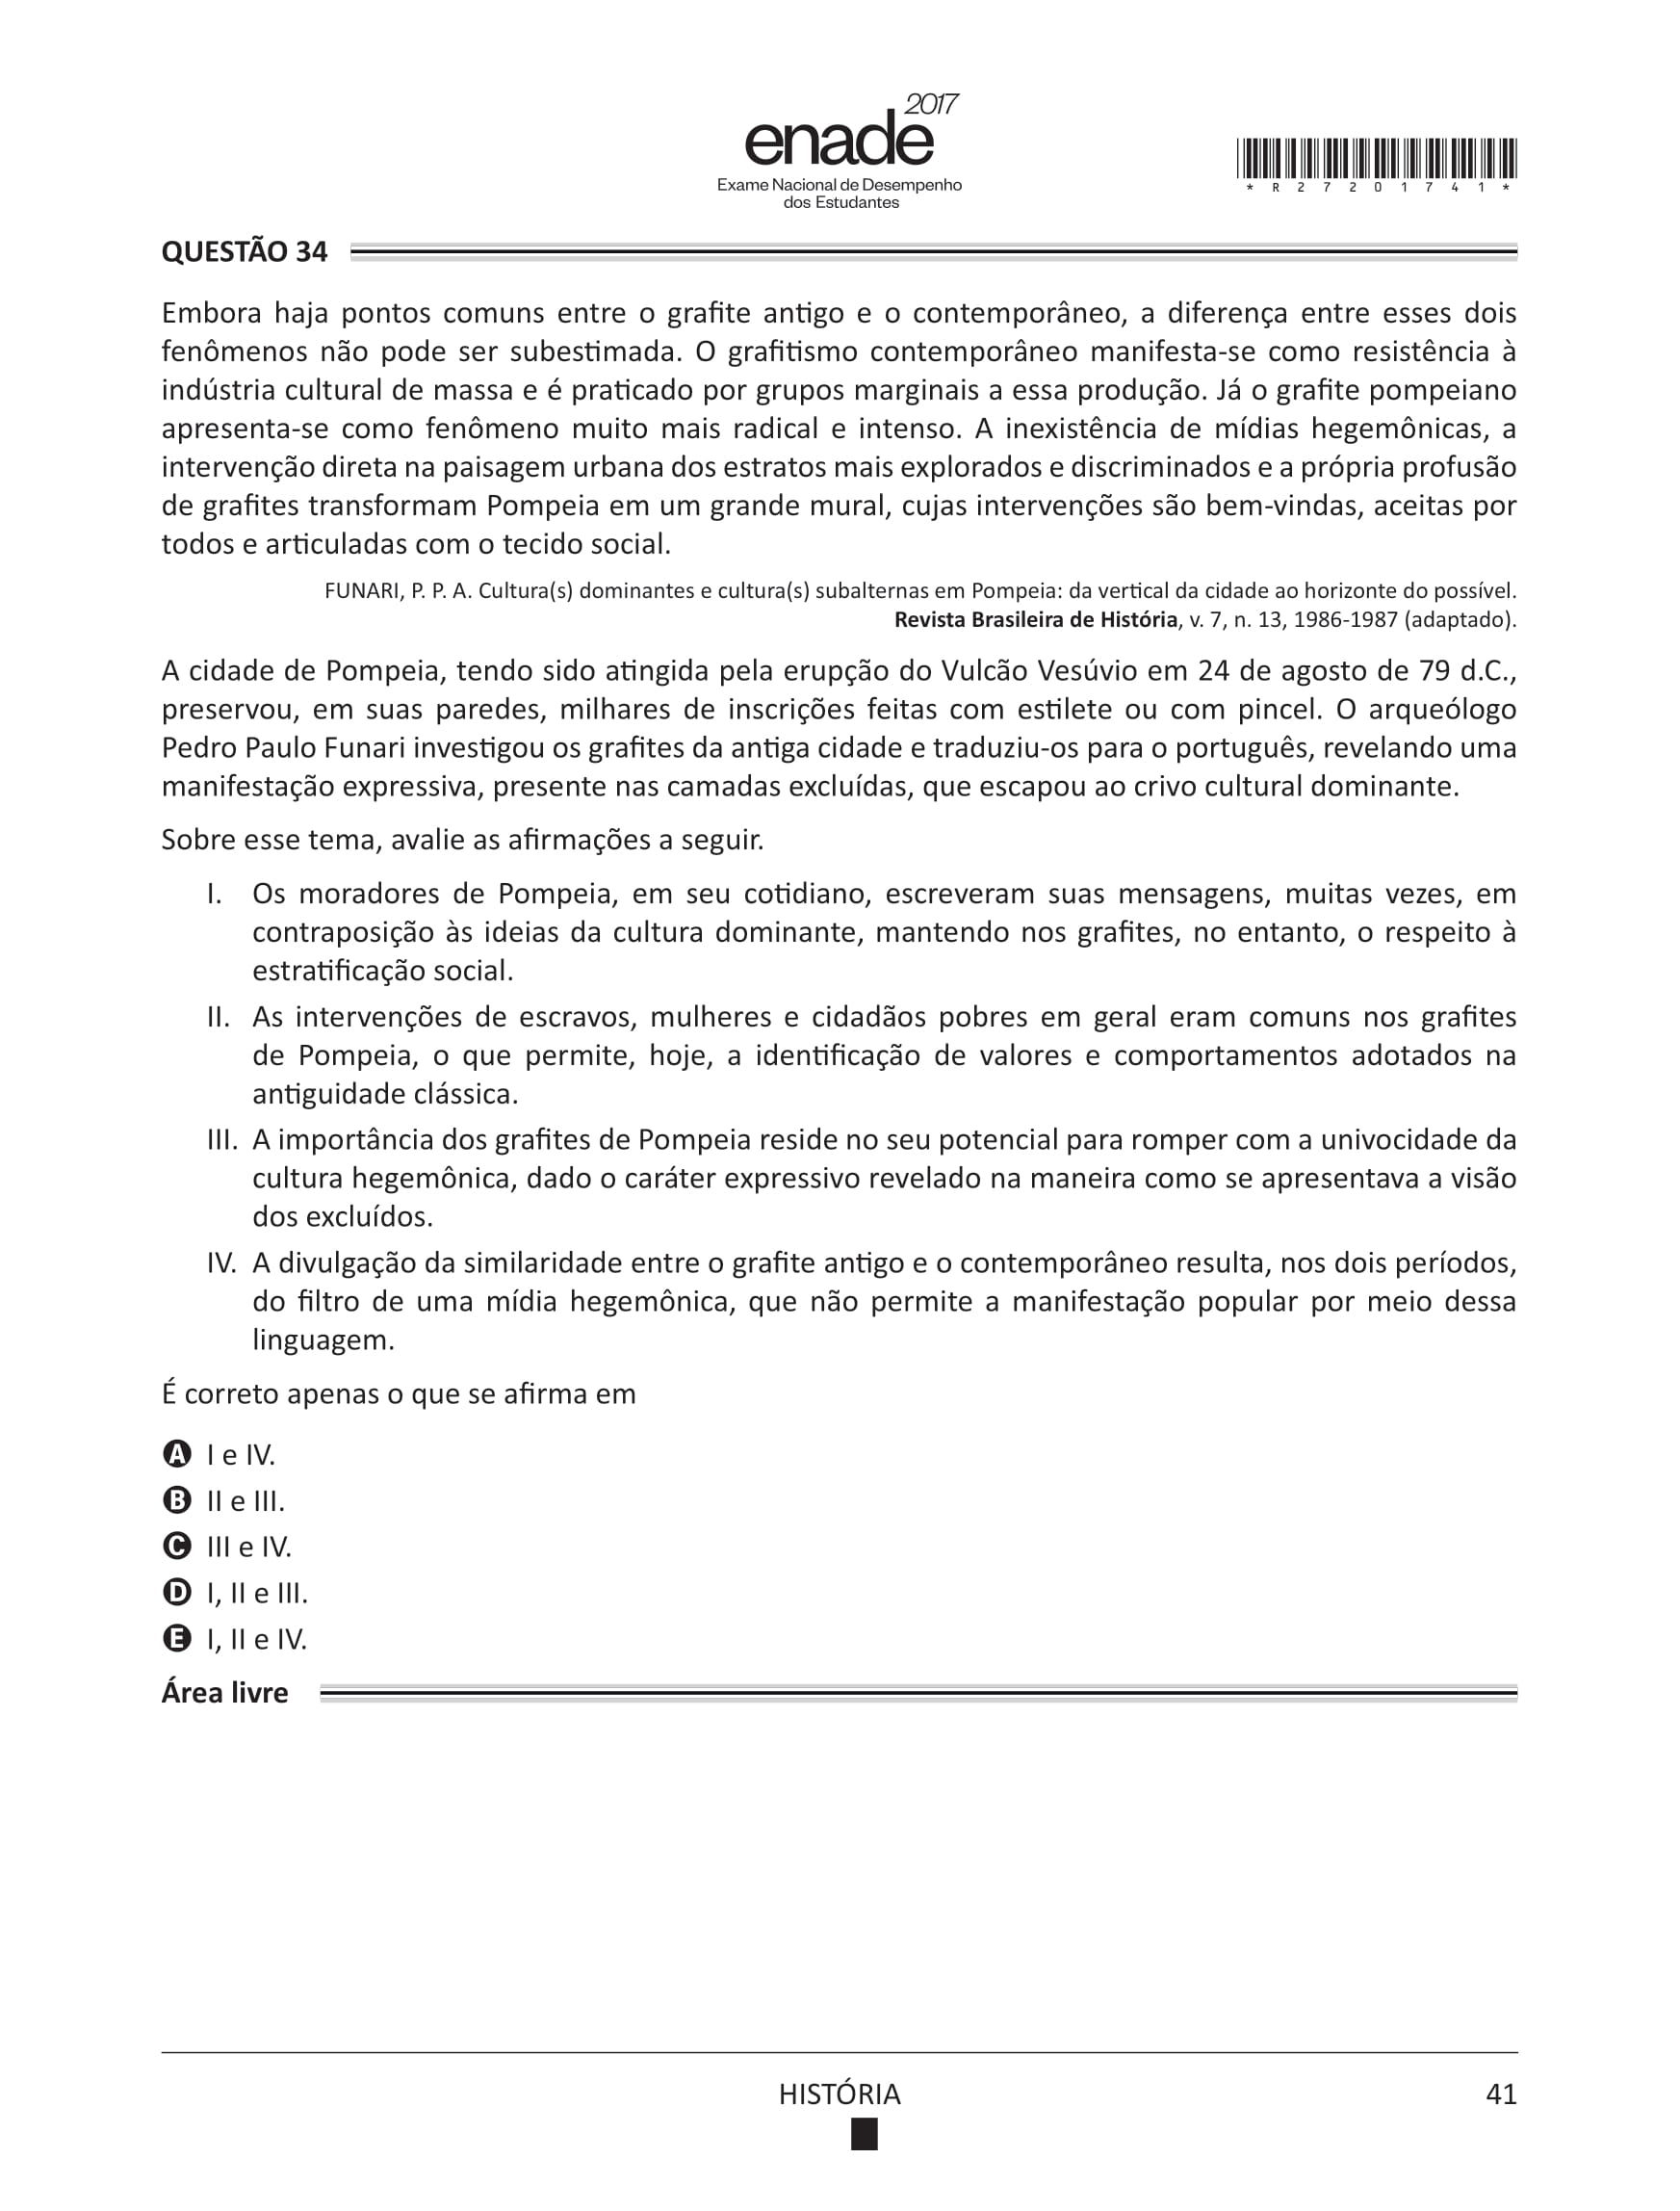 2017
enade
Exame Nacional de Desempenho
dos Estudantes
* R 2 7 2 0 1 7 4 1 *
QUESTÃO 34
Embora haja pontos comuns entre o grafite antigo e o contemporâneo, a diferença entre esses dois
fenômenos não pode ser subestimada. O grafitismo contemporâneo manifesta-se como resistência à
indústria cultural de massa e é praticado por grupos marginais a essa produção. Já o grafite pompeiano
apresenta-se como fenômeno muito mais radical e intenso. A inexistência de mídias hegemônicas, a
intervenção direta na paisagem urbana dos estratos mais explorados e discriminados e a própria profusão
de grafites transformam Pompeia em um grande mural, cujas intervenções são bem-vindas, aceitas por
todos e articuladas com o tecido social.
FUNARI, P. P. A. Cultura(s) dominantes e cultura(s) subalternas em Pompeia: da vertical da cidade ao horizonte do possível.
Revista Brasileira de História, v. 7, n. 13, 1986-1987 (adaptado).
A cidade de Pompeia, tendo sido atingida pela erupção do Vulcão Vesúvio em 24 de agosto de 79 d.C.,
preservou, em suas paredes, milhares de inscrições feitas com estilete ou com pincel. O arqueólogo
Pedro Paulo Funari investigou os grafites da antiga cidade e traduziu-os para o português, revelando uma
manifestação expressiva, presente nas camadas excluídas, que escapou ao crivo cultural dominante.
Sobre esse tema, avalie as afirmações a seguir.
I. Os moradores de Pompeia, em seu cotidiano, escreveram suas mensagens, muitas vezes, em
contraposição às ideias da cultura dominante, mantendo nos grafites, no entanto, o respeito à
estratificação social.
II. As intervenções de escravos, mulheres e cidadãos pobres em geral eram comuns nos grafites
de Pompeia, o que permite, hoje, a identificação de valores e comportamentos adotados na
antiguidade clássica.
III. A importância dos grafites de Pompeia reside no seu potencial para romper com a univocidade da
cultura hegemônica, dado o caráter expressivo revelado na maneira como se apresentava a visão
dos excluídos.
IV. A divulgação da similaridade entre o grafite antigo e o contemporâneo resulta, nos dois períodos,
do filtro de uma mídia hegemônica, que não permite a manifestação popular por meio dessa
linguagem.
É correto apenas o que se afirma em
A I e IV.
B II e III.
C III e IV.
D I, II e III.
E I, II e IV.
Área livre
HISTÓRIA
41